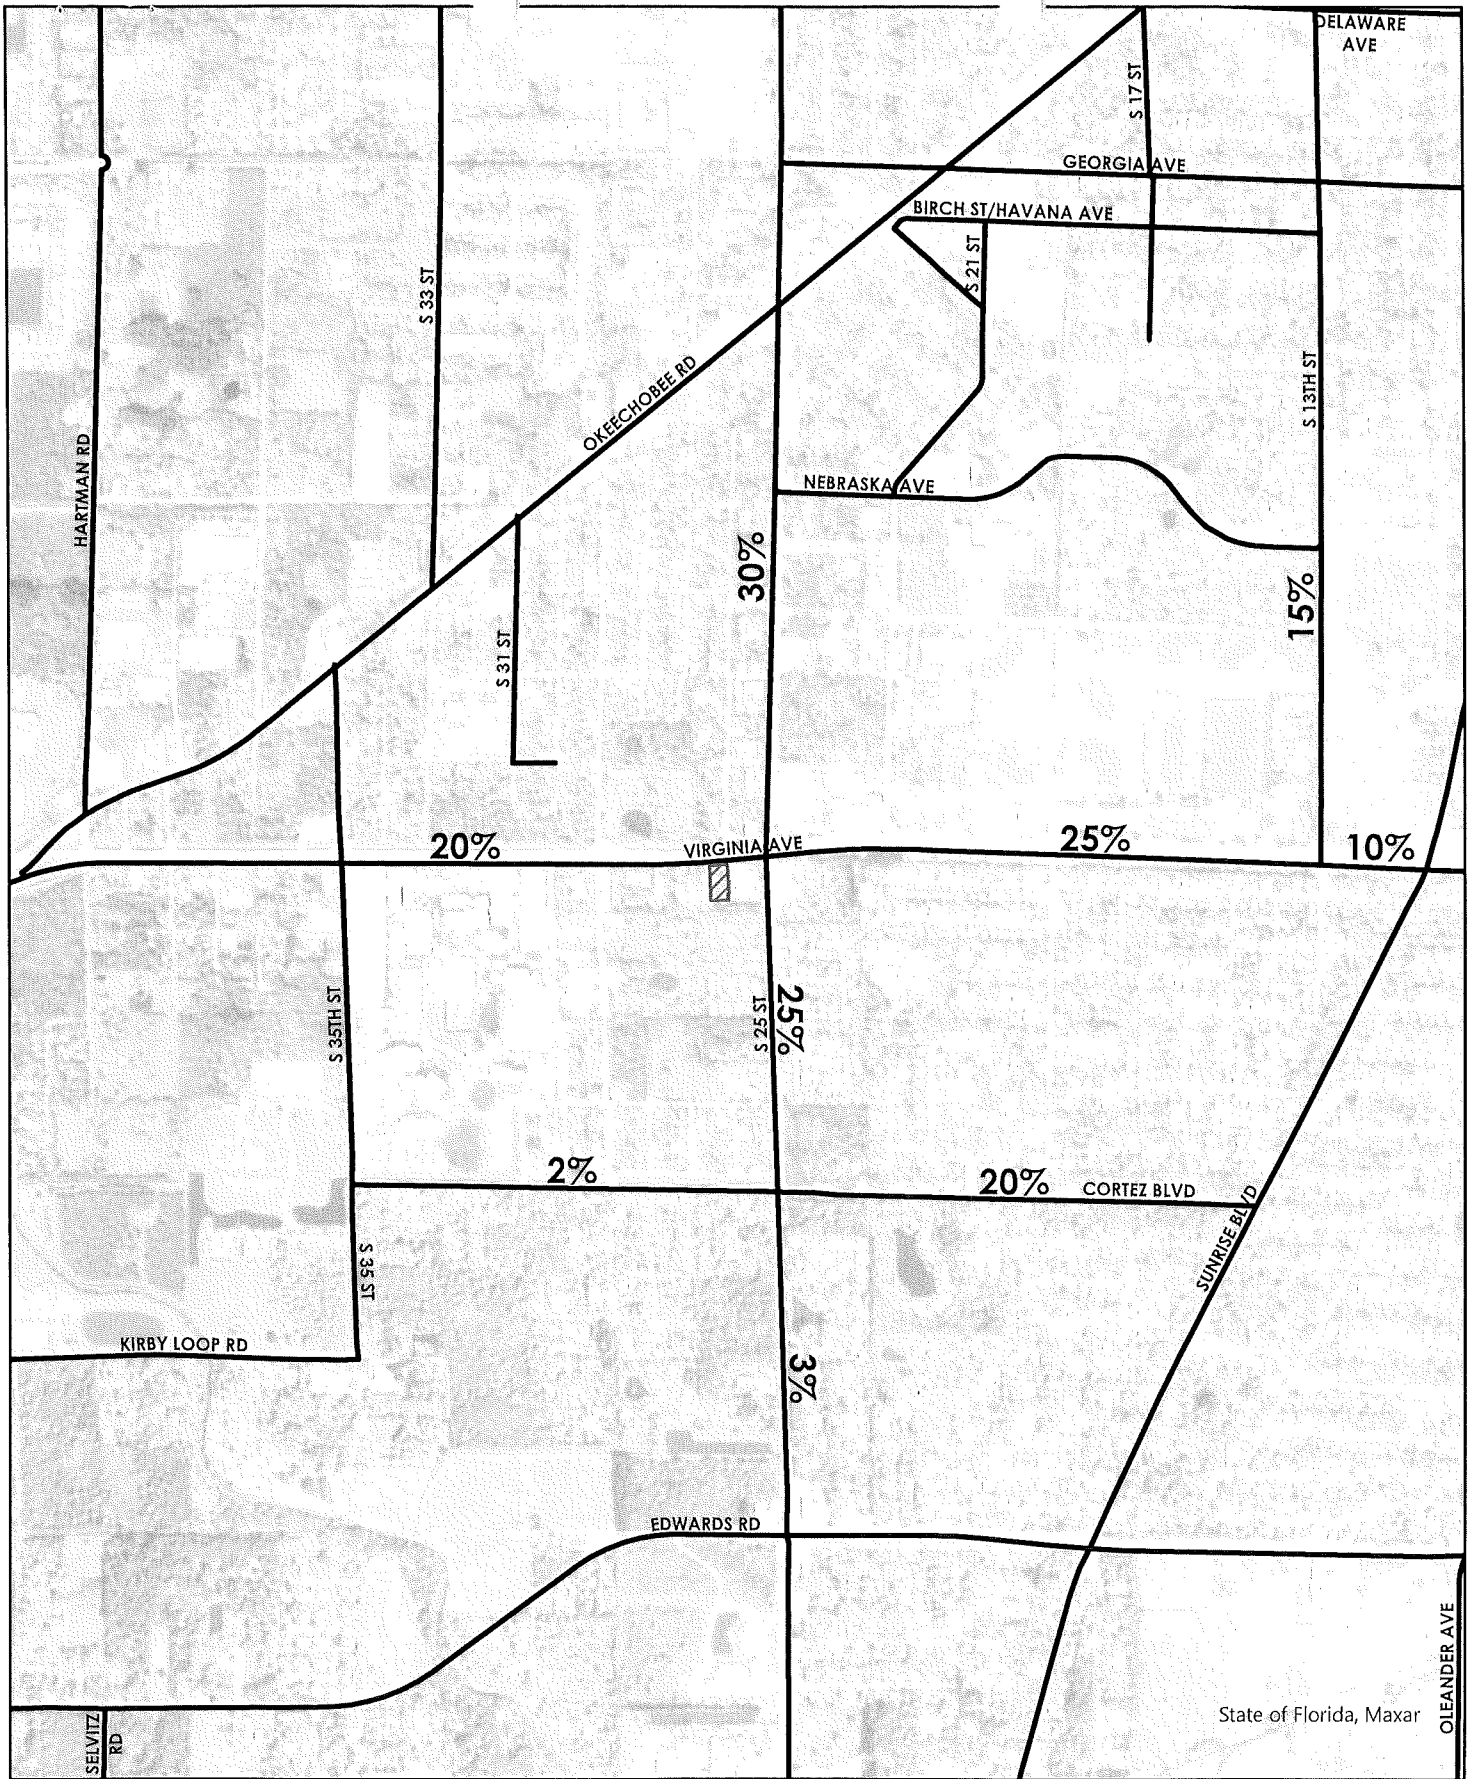 DELAWARE
AVE
S 17 ST
GEORGIA AVE
BIRCH ST/HAVANA AVE
S 21 ST
S 33 ST
OKEECHOBEE RD
S 13TH ST
HARTMAN RD
NEBRASKA AVE
30%
15%
S 31 ST
20%
VIRGINIA AVE
25%
10%
S 35TH ST
S 25 ST
25%
2%
20%
CORTEZ BLVD
SUNRISE BLVD
S 35 ST
KIRBY LOOP RD
3%
EDWARDS RD
OLEANDER AVE
State of Florida, Maxar
SELVITZ
RD